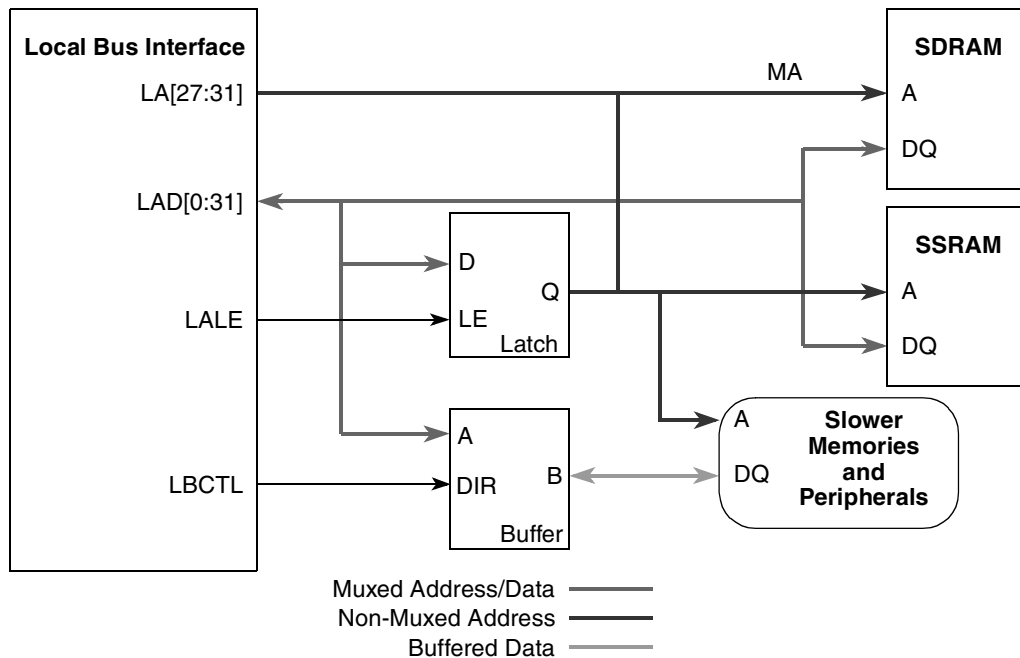 Local Bus Interface
LA[27:31]
LAD[0:31]
LALE
LBCTL
MA
SDRAM
A
DQ
SSRAM
A
DQ
D
Q
LE
Latch
A
B
DIR
Buffer
A
DQ
Slower
Memories
and
Peripherals
Muxed Address/Data
Non-Muxed Address
Buffered Data